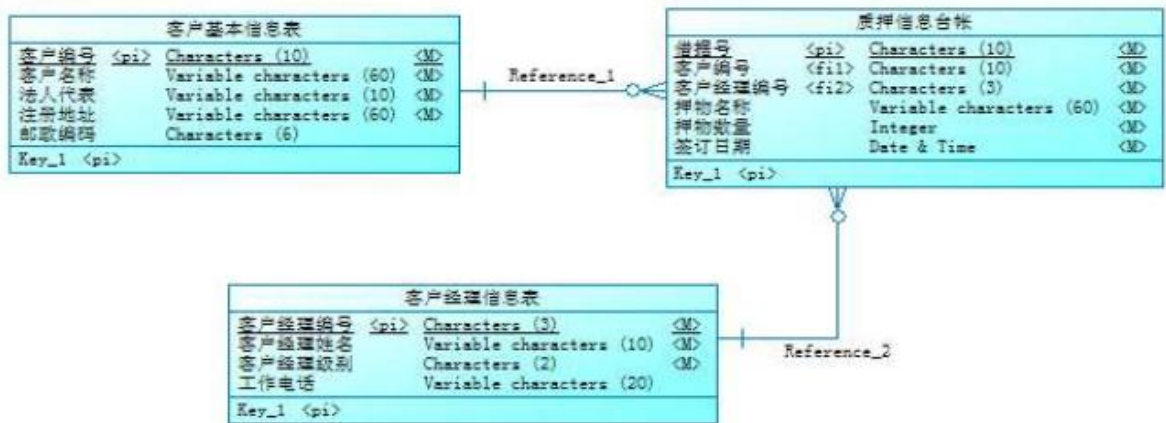 客户基本信息表
客户编号 <pi> Characters (10) <M>
客户名称 Variable characters (60) <M>
法人代表 Variable characters (10) <M>
注册地址 Variable characters (60) <M>
邮政编码 Characters (6)
Key_1 <pi>
Reference_1
质押信息台帐
借据号 <pi> Characters (10) <M>
客户编号 <fi1> Characters (10) <M>
客户经理编号 <fi2> Characters (3) <M>
押物名称 Variable characters (60) <M>
押物数量 Integer <M>
签订日期 Date & Time <M>
Key_1 <pi>
客户经理信息表
客户经理编号 <pi> Characters (3) <M>
客户经理姓名 Variable characters (10) <M>
客户经理级别 Characters (2) <M>
工作电话 Variable characters (20)
Key_1 <pi>
Reference_2